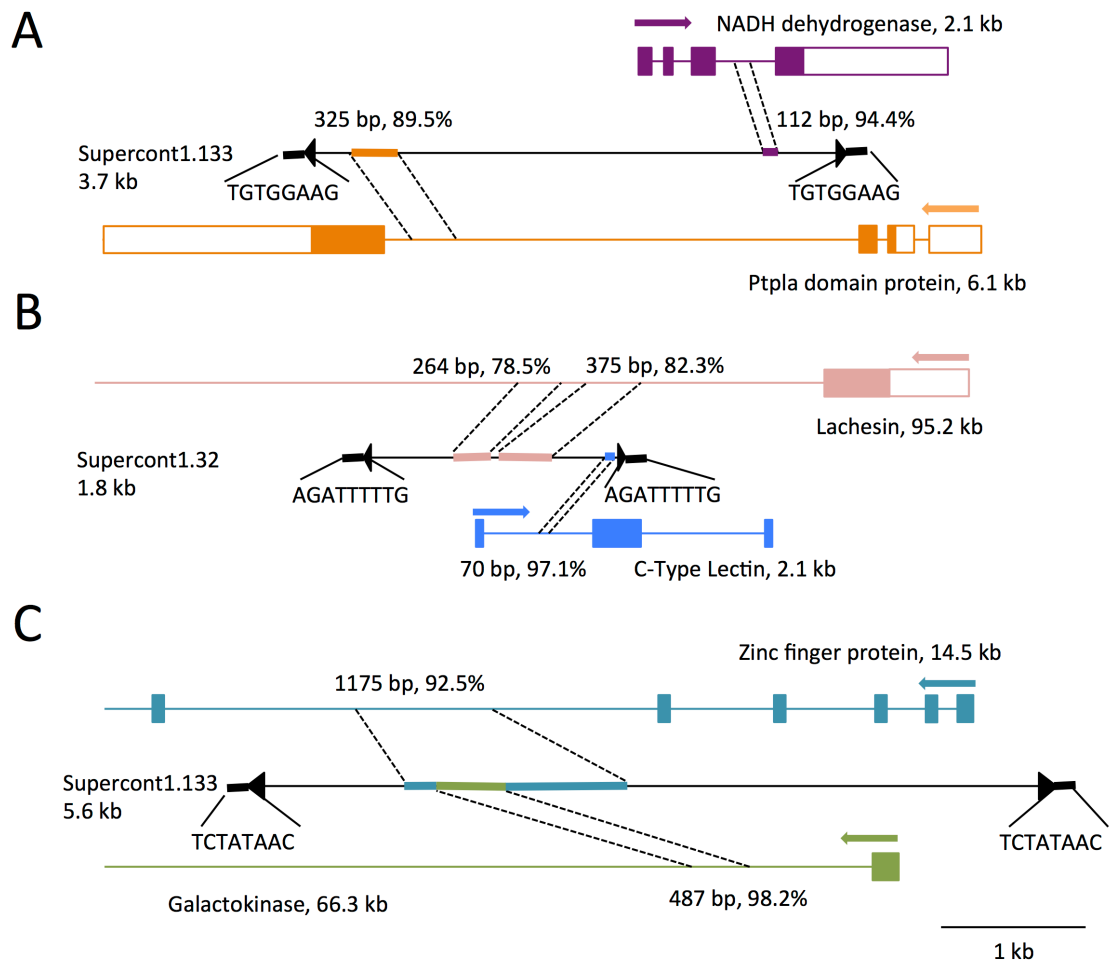 A
NADH dehydrogenase, 2.1 kb
325 bp, 89.5%
112 bp, 94.4%
Supercont1.133
3.7 kb
TGTGGAAG
TGTGGAAG
Ptpla domain protein, 6.1 kb
B
264 bp, 78.5%
375 bp, 82.3%
Lachesin, 95.2 kb
Supercont1.32
1.8 kb
AGATTTTTG
AGATTTTTG
70 bp, 97.1%
C-Type Lectin, 2.1 kb
C
Zinc finger protein, 14.5 kb
1175 bp, 92.5%
Supercont1.133
5.6 kb
TCTATAAC
TCTATAAC
Galactokinase, 66.3 kb
487 bp, 98.2%
1 kb